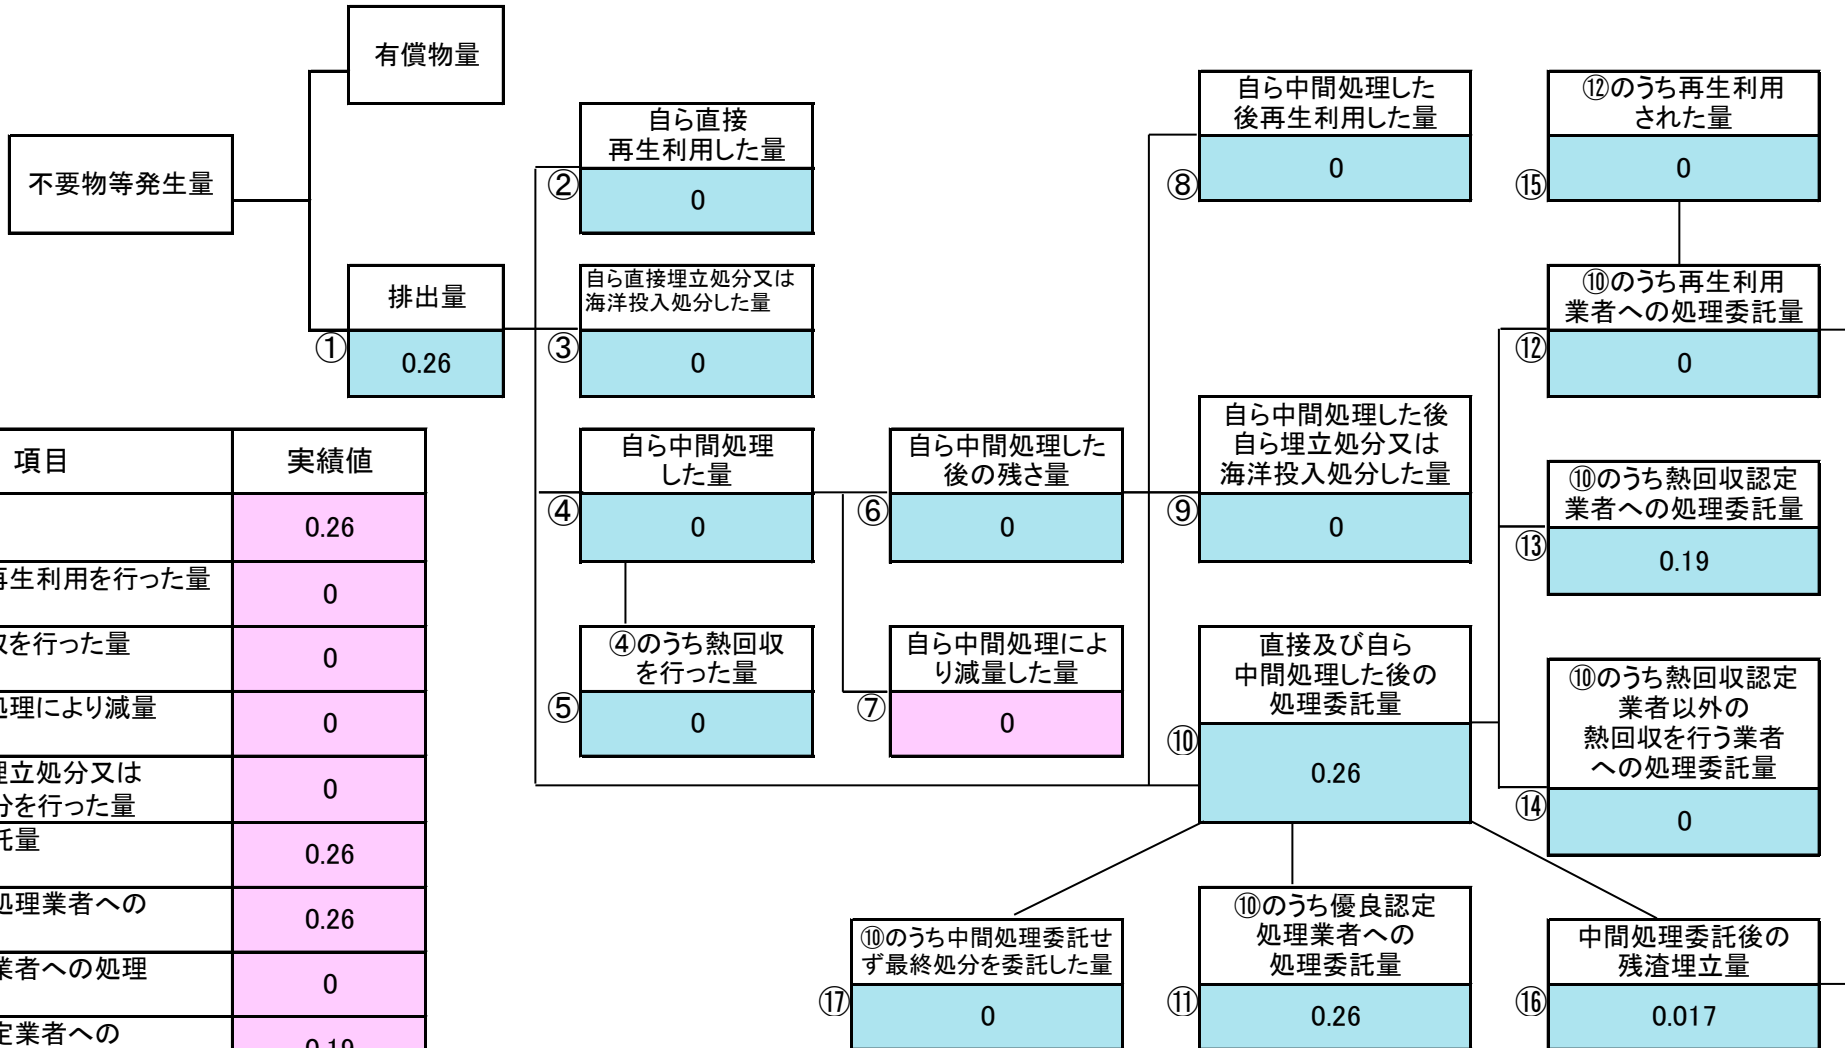 有償物量
不要物等発生量
排出量
①
0.26
自ら直接
再生利用した量
②
0
自ら直接埋立処分又は
海洋投入処分した量
③
0
自ら中間処理
した量
④
0
④のうち熱回収
を行った量
⑤
0
自ら中間処理した
後の残さ量
⑥
0
自ら中間処理によ
り減量した量
⑦
0
自ら中間処理した
後再生利用した量
⑧
0
自ら中間処理した後
自ら埋立処分又は
海洋投入処分した量
⑨
0
直接及び自ら
中間処理した後の
処理委託量
⑩
0.26
⑩のうち優良認定
処理業者への
処理委託量
⑪
0.26
⑩のうち中間処理委託せ
ず最終処分を委託した量
⑰
0
⑫のうち再生利用
された量
⑮
0
⑩のうち再生利用
業者への処理委託量
⑫
0
⑩のうち熱回収認定
業者への処理委託量
⑬
0.19
⑩のうち熱回収認定
業者以外の
熱回収を行う業者
への処理委託量
⑭
0
中間処理委託後の
残渣埋立量
⑯
0.017
項目 実績値
0.26
再生利用を行った量
0
収を行った量
0
処理により減量
0
埋立処分又は
分を行った量
0
託量
0.26
処理業者への
0.26
業者への処理
0
定業者への
0.19